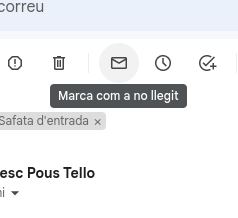 correu
Marca com a no llegit
Safata d'entrada ×
esc Pous Tello